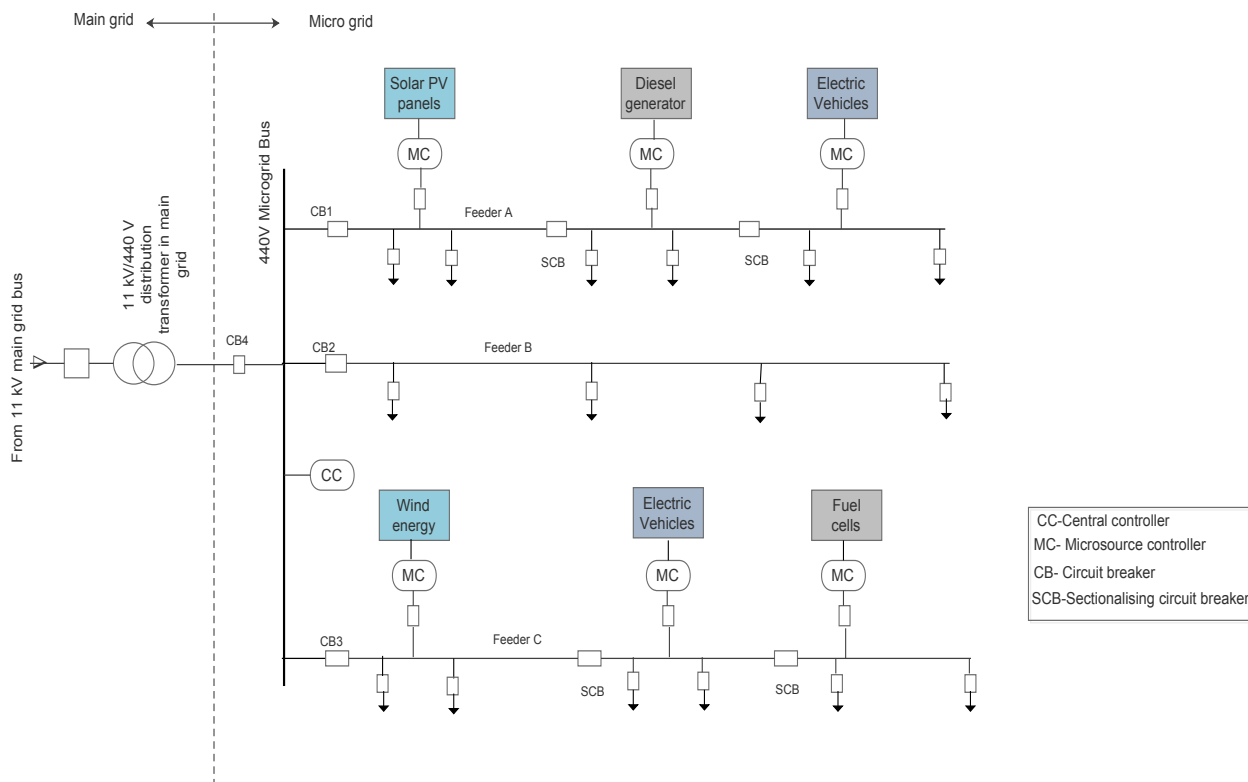 Main grid
Micro grid
Solar PV
panels
Diesel
generator
Electric
Vehicles
MC
MC
MC
440V Microgrid Bus
CB1
Feeder A
SCB
SCB
11 kV/440 V
distribution
transformer in main
grid
From 11 kV main grid bus
CB4
CB2
Feeder B
CC
Wind
energy
Electric
Vehicles
Fuel
cells
MC
MC
MC
CB3
Feeder C
SCB
SCB
CC-Central controller
MC- Microsource controller
CB- Circuit breaker
SCB-Sectionalising circuit breaker